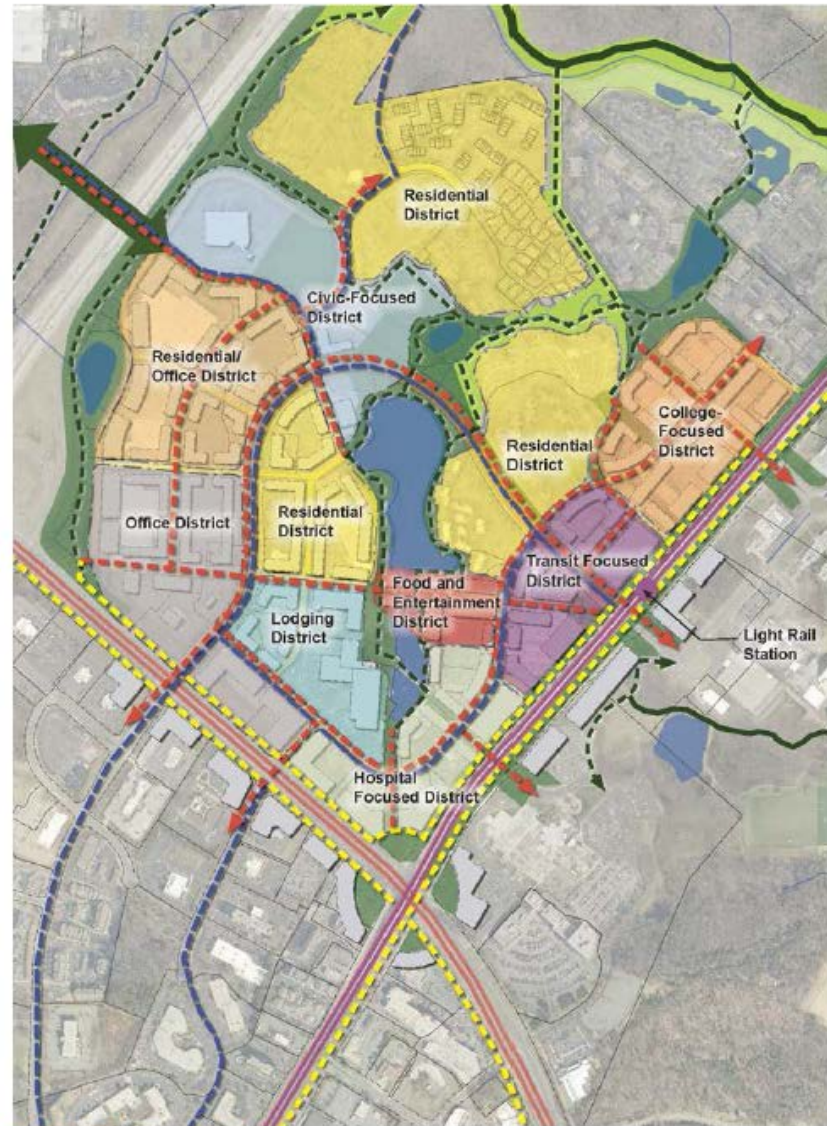 Residential
District
Civic-Focused
District
Residential/
Office District
College-
Focused
District
Residential
District
Office District
Residential
District
Transit Focused
District
Food and
Entertainment
District
Lodging
District
Light Rail
Station
Hospital
Focused District